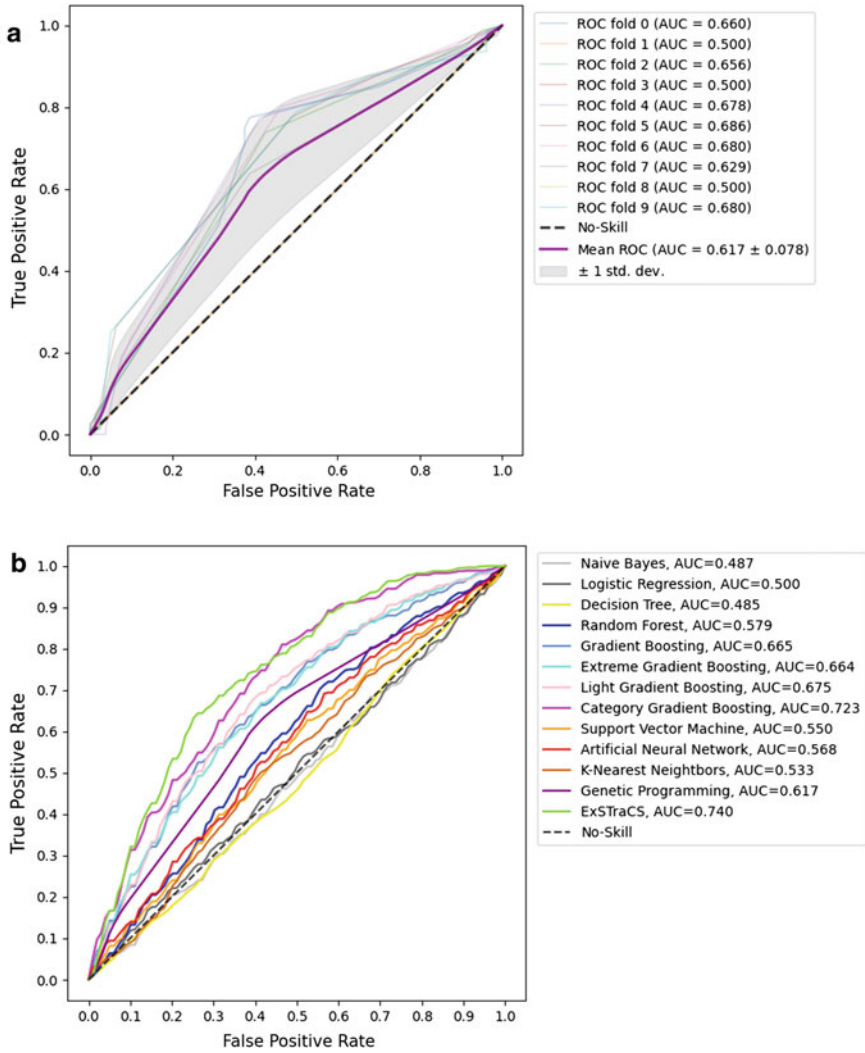 a
1.0
0.8
0.6
0.4
0.2
0.0
True Positive Rate
0.0 0.2 0.4 0.6 0.8 1.0
False Positive Rate
ROC fold 0 (AUC = 0.660)
ROC fold 1 (AUC = 0.500)
ROC fold 2 (AUC = 0.656)
ROC fold 3 (AUC = 0.500)
ROC fold 4 (AUC = 0.678)
ROC fold 5 (AUC = 0.686)
ROC fold 6 (AUC = 0.680)
ROC fold 7 (AUC = 0.629)
ROC fold 8 (AUC = 0.500)
ROC fold 9 (AUC = 0.680)
No-Skill
Mean ROC (AUC = 0.617 ± 0.078)
± 1 std. dev.
b
1.0
0.9
0.8
0.7
0.6
0.5
0.4
0.3
0.2
0.1
0.0
True Positive Rate
0.0 0.1 0.2 0.3 0.4 0.5 0.6 0.7 0.8 0.9 1.0
False Positive Rate
Naive Bayes, AUC=0.487
Logistic Regression, AUC=0.500
Decision Tree, AUC=0.485
Random Forest, AUC=0.579
Gradient Boosting, AUC=0.665
Extreme Gradient Boosting, AUC=0.664
Light Gradient Boosting, AUC=0.675
Category Gradient Boosting, AUC=0.723
Support Vector Machine, AUC=0.550
Artificial Neural Network, AUC=0.568
K-Nearest Neightbors, AUC=0.533
Genetic Programming, AUC=0.617
ExSTraCS, AUC=0.740
No-Skill